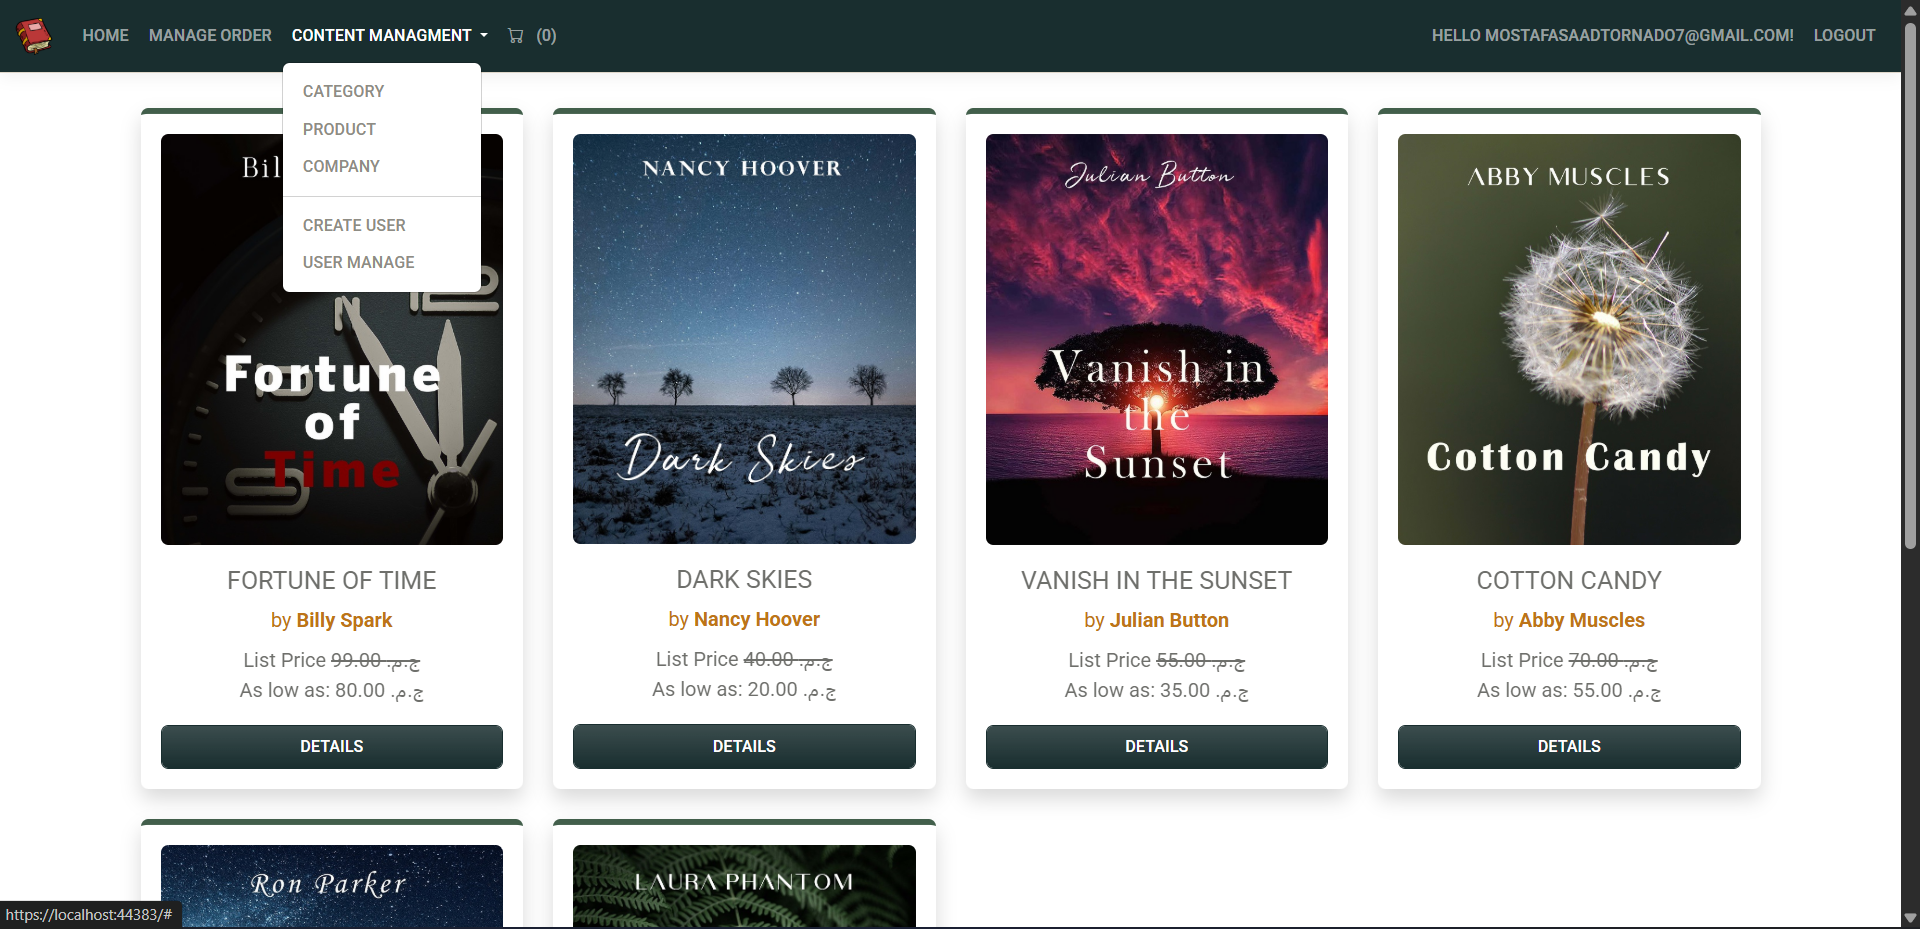 HOME MANAGE ORDER CONTENT MANAGMENT (0) HELLO MOSTAFASAADTORNADO7@GMAIL.COM! LOGOUT
CATEGORY
PRODUCT
COMPANY
CREATE USER
USER MANAGE
Bil
12
Fortune
of
Time
FORTUNE OF TIME
by Billy Spark
List Price 99.00 ج.م.
As low as: 80.00 ج.م.
DETAILS
NANCY HOOVER
Dark Skies
DARK SKIES
by Nancy Hoover
List Price 40.00 ج.م.
As low as: 20.00 ج.م.
DETAILS
Julian Button
Vanish in
the
Sunset
VANISH IN THE SUNSET
by Julian Button
List Price 55.00 ج.م.
As low as: 35.00 ج.م.
DETAILS
ABBY MUSCLES
Cotton Candy
COTTON CANDY
by Abby Muscles
List Price 70.00 ج.م.
As low as: 55.00 ج.م.
DETAILS
Ron Parker
LAURA PHANTOM
https://localhost:44383/#